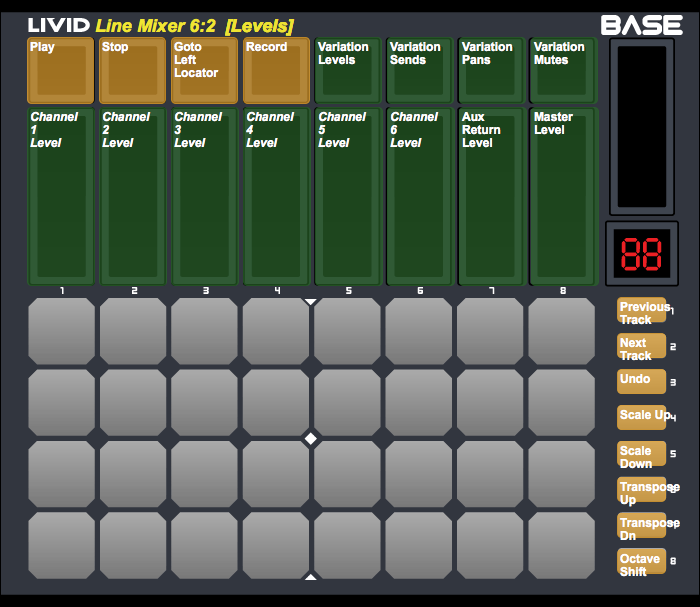 LIVID Line Mixer 6:2 [Levels] BASE
Play
Stop
Goto
Left
Locator
Record
Variation
Levels
Variation
Sends
Variation
Pans
Variation
Mutes
Channel
1
Level
Channel
2
Level
Channel
3
Level
Channel
4
Level
Channel
5
Level
Channel
6
Level
Aux
Return
Level
Master
Level
88
1 2 3 4 5 6 7 8
Previous
Track
1
Next
Track
2
Undo
3
Scale Up
4
Scale
Down
5
Transpose
Up
Transpose
Dn
Octave
Shift
8